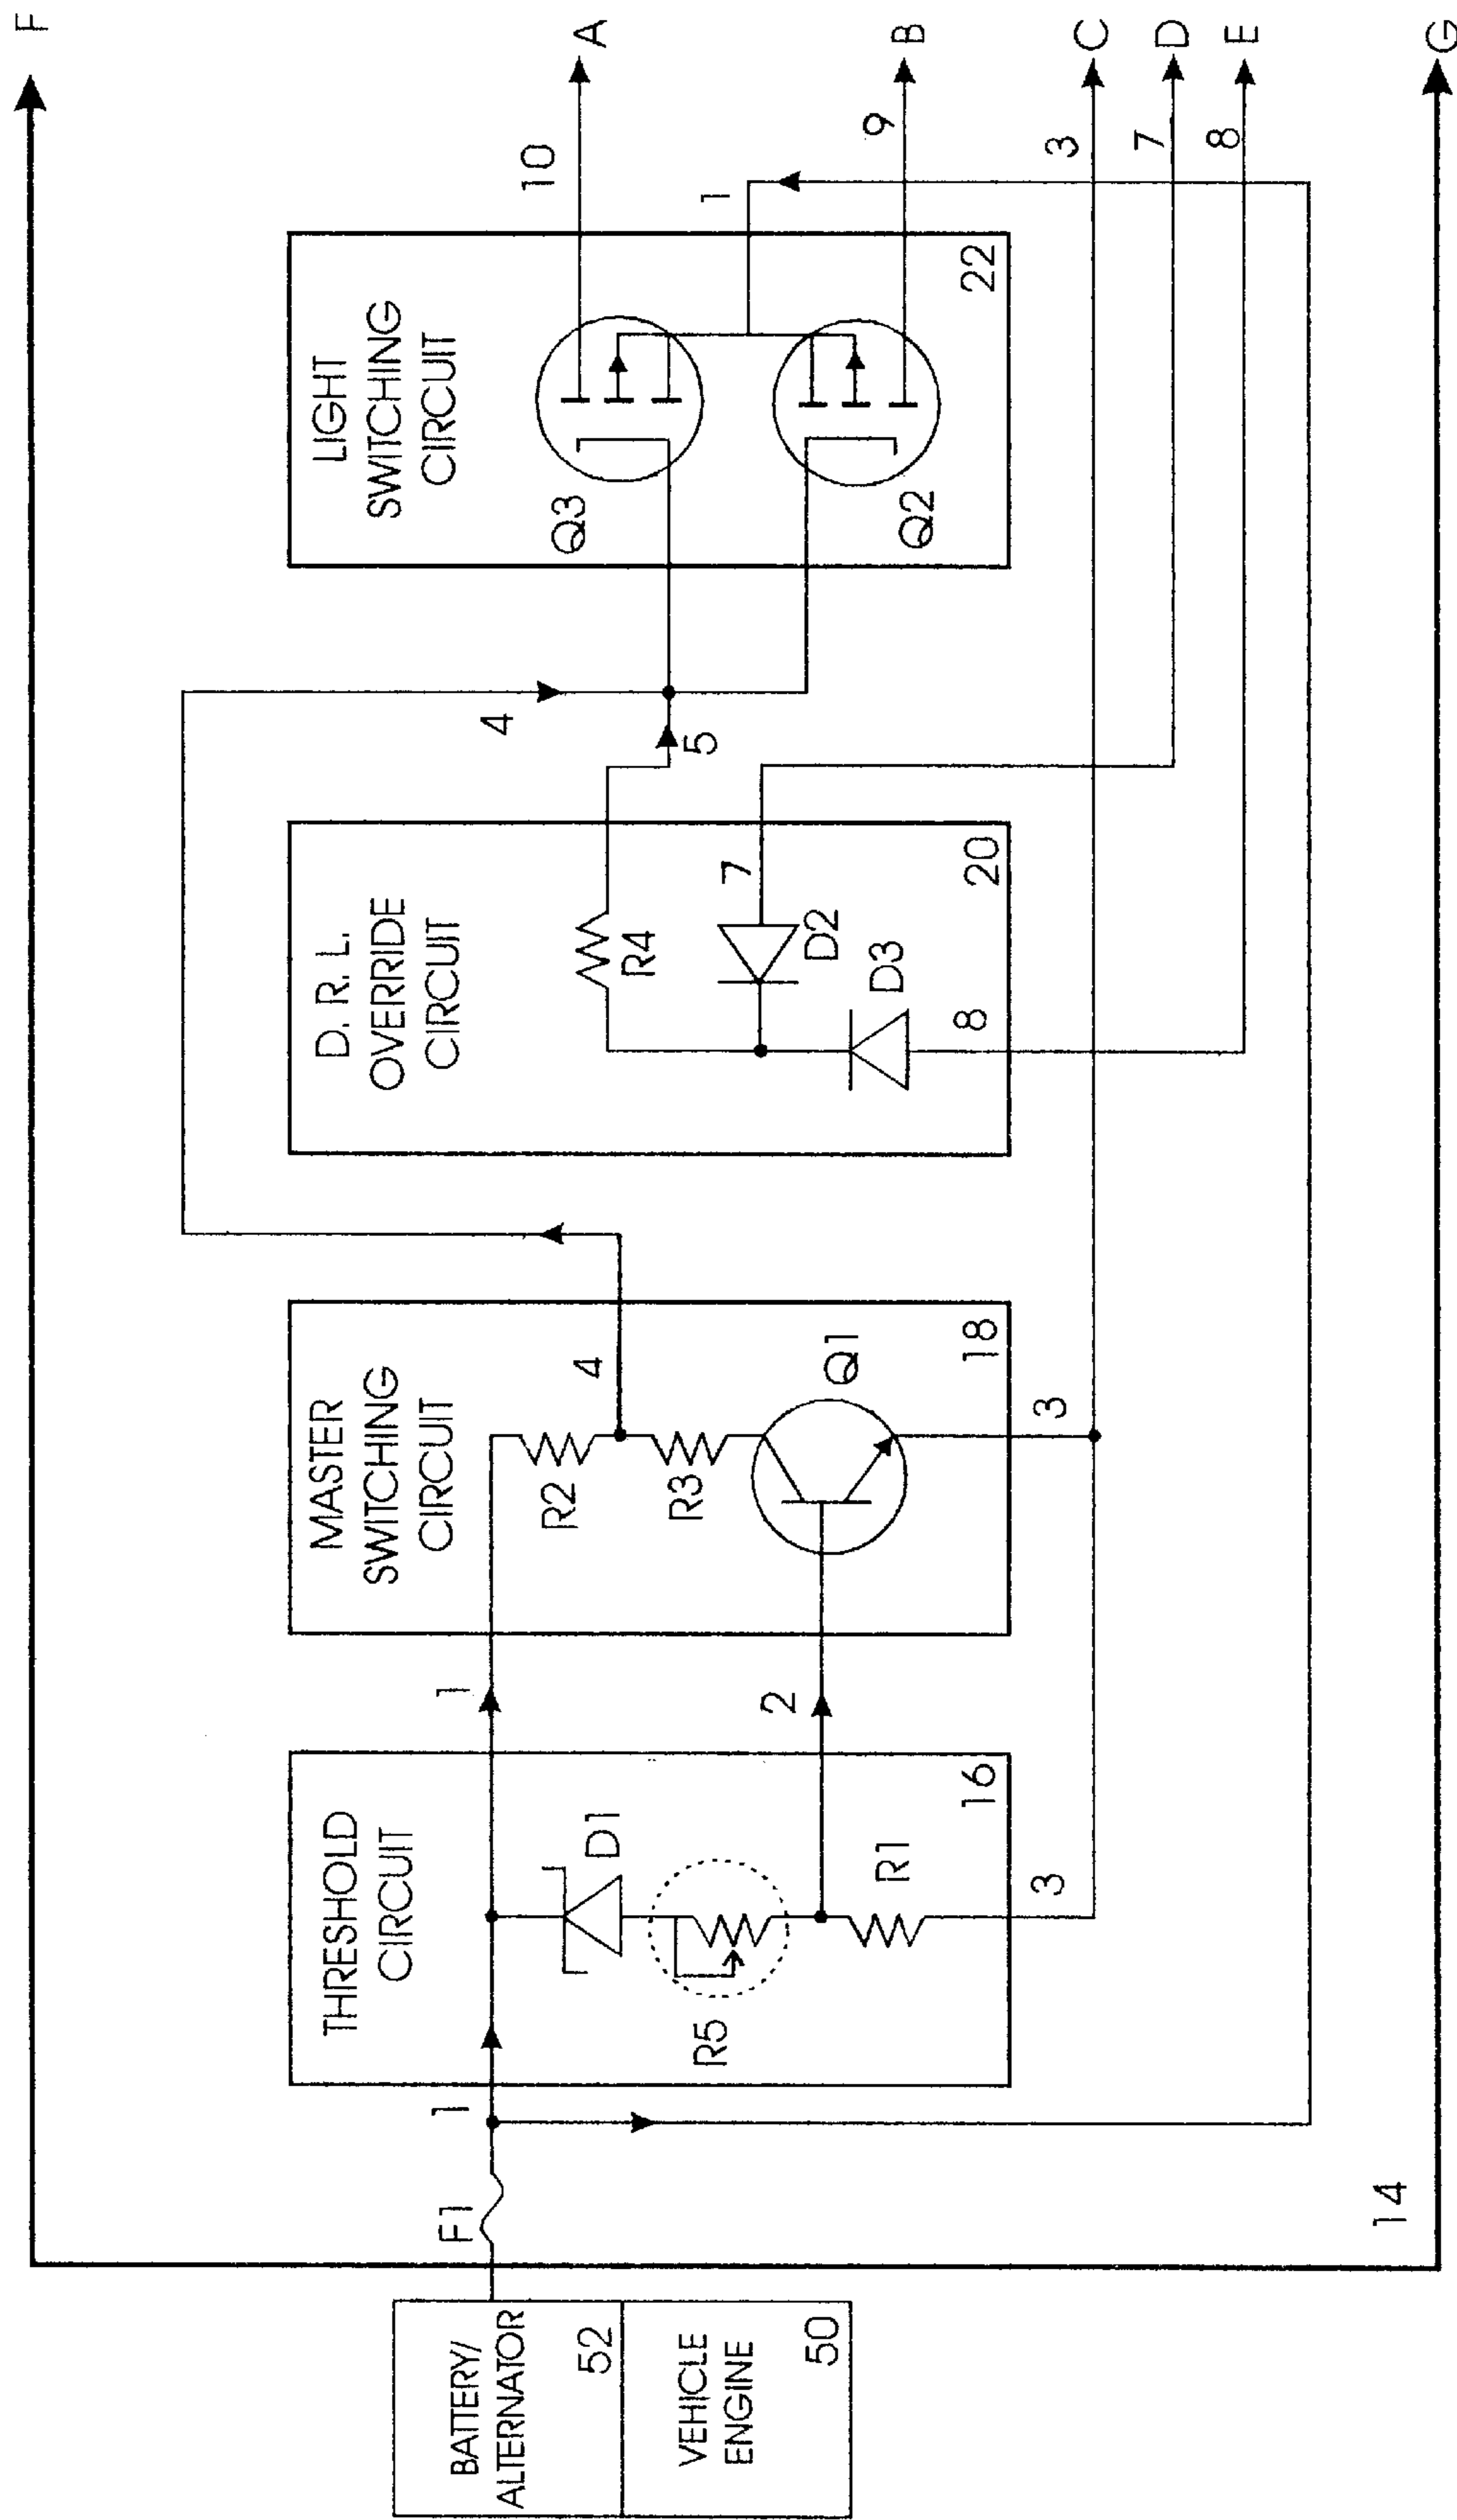 F
A
B
C
D
E
G
10
9
3
7
8
1
LIGHT
SWITCHING
CIRCUIT
Q3
Q2
22
4
5
D. R. L.
OVERRIDE
CIRCUIT
R4
7
D2
D3
8
20
MASTER
SWITCHING
CIRCUIT
R2
4
R3
Q1
18
3
1
2
THRESHOLD
CIRCUIT
D1
R5
R1
16
3
1
F1
14
BATTERY/
ALTERNATOR
52
VEHICLE
ENGINE
50